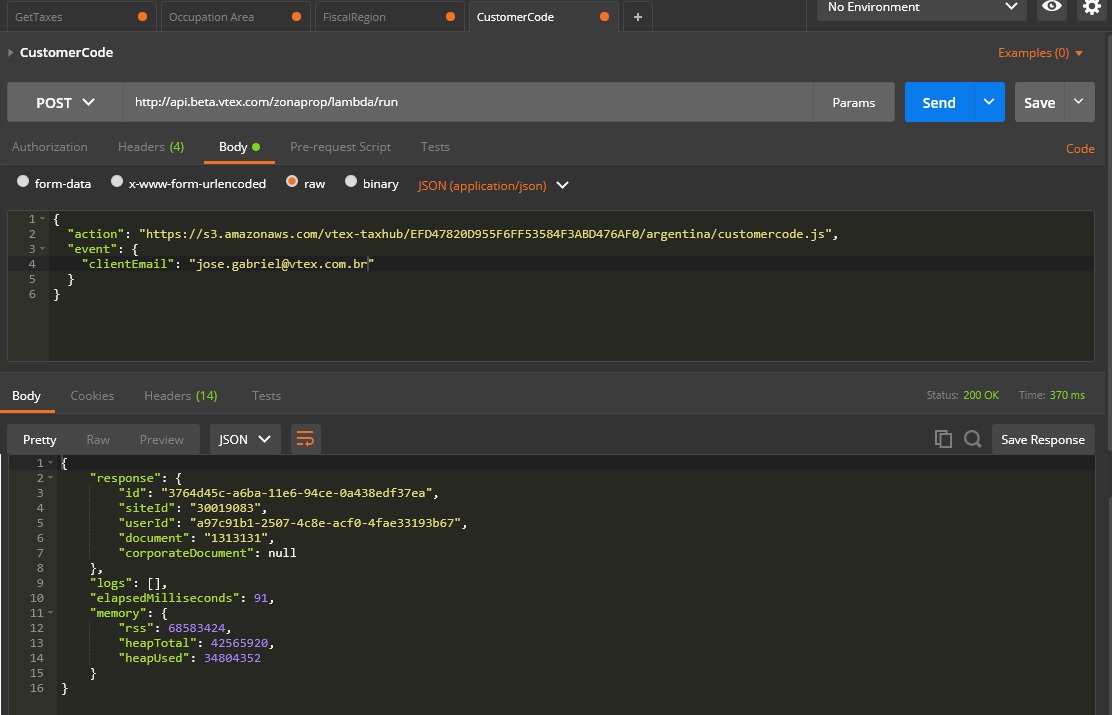 GetTaxes Occupation Area FiscalRegion CustomerCode + No Environment
CustomerCode Examples (0)
POST http://api.beta.vtex.com/zonaprop/lambda/run Params Send Save
Authorization Headers (4) Body Pre-request Script Tests Code
form-data x-www-form-urlencoded raw binary JSON (application/json)
1 {
2 "action": "https://s3.amazonaws.com/vtex-taxhub/EFD47820D955F6FF53584F3ABD476AF0/argentina/customercode.js",
3 "event": {
4 "clientEmail": "jose.gabriel@vtex.com.br"
5 }
6 }
Body Cookies Headers (14) Tests Status: 200 OK Time: 370 ms
Pretty Raw Preview JSON Save Response
1 {
2 "response": {
3 "id": "3764d45c-a6ba-11e6-94ce-0a438edf37ea",
4 "siteId": "30019083",
5 "userId": "a97c91b1-2507-4c8e-acf0-4fae33193b67",
6 "document": "1313131",
7 "corporateDocument": null
8 },
9 "logs": [],
10 "elapsedMilliseconds": 91,
11 "memory": {
12 "rss": 68583424,
13 "heapTotal": 42565920,
14 "heapUsed": 34804352
15 }
16 }